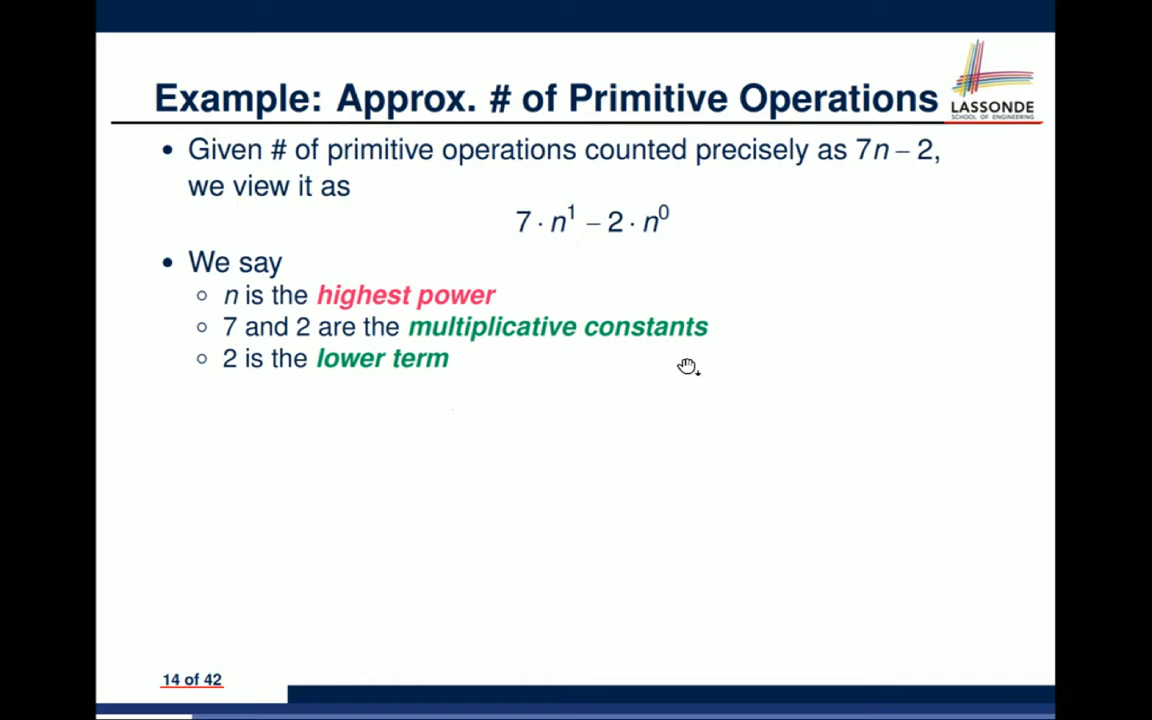 Example: Approx. # of Primitive Operations
LASSONDE
SCHOOL OF ENGINEERING
• Given # of primitive operations counted precisely as 7n – 2,
we view it as
7 · n¹ – 2 · n⁰
• We say
○ n is the highest power
○ 7 and 2 are the multiplicative constants
○ 2 is the lower term
14 of 42